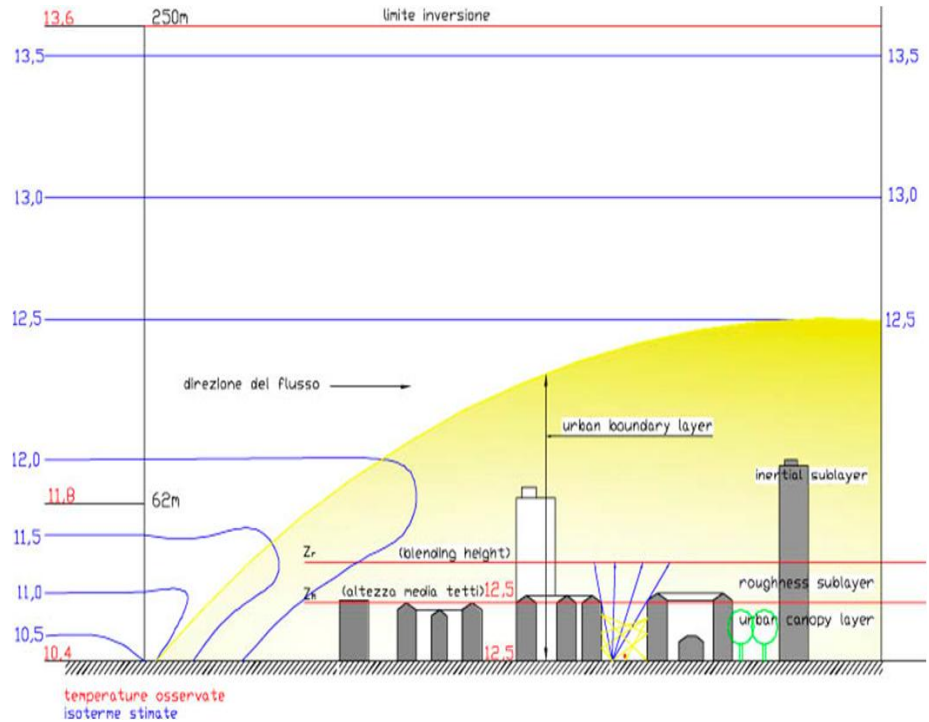 13,6 250m limite inversione
13,5 13,5
13,0 13,0
12,5 12,5
direzione del flusso
urban boundary layer
12,0
inertial sublayer
11,8 62m
11,5
Zr (blending height)
roughness sublayer
11,0 Zh (altezza media tetti) 12,5
urban canopy layer
10,5
10,4 12,5
temperature osservate
isoterme stimate